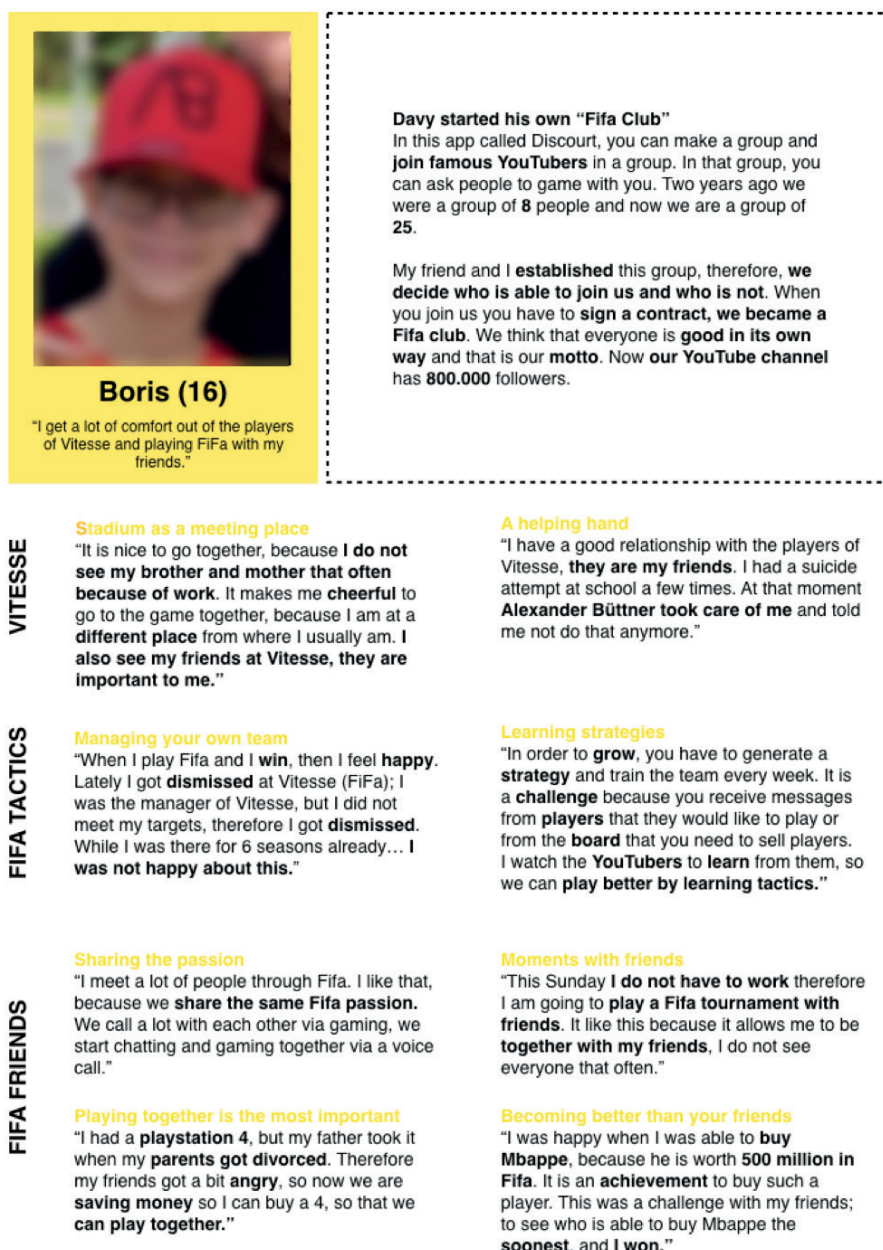 Boris (16)
“I get a lot of comfort out of the players
of Vitesse and playing FiFa with my
friends.”
Davy started his own “Fifa Club”
In this app called Discourt, you can make a group and
join famous YouTubers in a group. In that group, you
can ask people to game with you. Two years ago we
were a group of 8 people and now we are a group of
25.
My friend and I established this group, therefore, we
decide who is able to join us and who is not. When
you join us you have to sign a contract, we became a
Fifa club. We think that everyone is good in its own
way and that is our motto. Now our YouTube channel
has 800.000 followers.
VITESSE
Stadium as a meeting place
“It is nice to go together, because I do not
see my brother and mother that often
because of work. It makes me cheerful to
go to the game together, because I am at a
different place from where I usually am. I
also see my friends at Vitesse, they are
important to me.”
A helping hand
“I have a good relationship with the players of
Vitesse, they are my friends. I had a suicide
attempt at school a few times. At that moment
Alexander Büttner took care of me and told
me not do that anymore.”
FIFA TACTICS
Managing your own team
“When I play Fifa and I win, then I feel happy.
Lately I got dismissed at Vitesse (FiFa); I
was the manager of Vitesse, but I did not
meet my targets, therefore I got dismissed.
While I was there for 6 seasons already… I
was not happy about this.”
Learning strategies
“In order to grow, you have to generate a
strategy and train the team every week. It is
a challenge because you receive messages
from players that they would like to play or
from the board that you need to sell players.
I watch the YouTubers to learn from them, so
we can play better by learning tactics.”
FIFA FRIENDS
Sharing the passion
“I meet a lot of people through Fifa. I like that,
because we share the same Fifa passion.
We call a lot with each other via gaming, we
start chatting and gaming together via a voice
call.”
Moments with friends
“This Sunday I do not have to work therefore
I am going to play a Fifa tournament with
friends. It like this because it allows me to be
together with my friends, I do not see
everyone that often.”
Playing together is the most important
“I had a playstation 4, but my father took it
when my parents got divorced. Therefore
my friends got a bit angry, so now we are
saving money so I can buy a 4, so that we
can play together.”
Becoming better than your friends
“I was happy when I was able to buy
Mbappe, because he is worth 500 million in
Fifa. It is an achievement to buy such a
player. This was a challenge with my friends;
to see who is able to buy Mbappe the
soonest, and I won.”